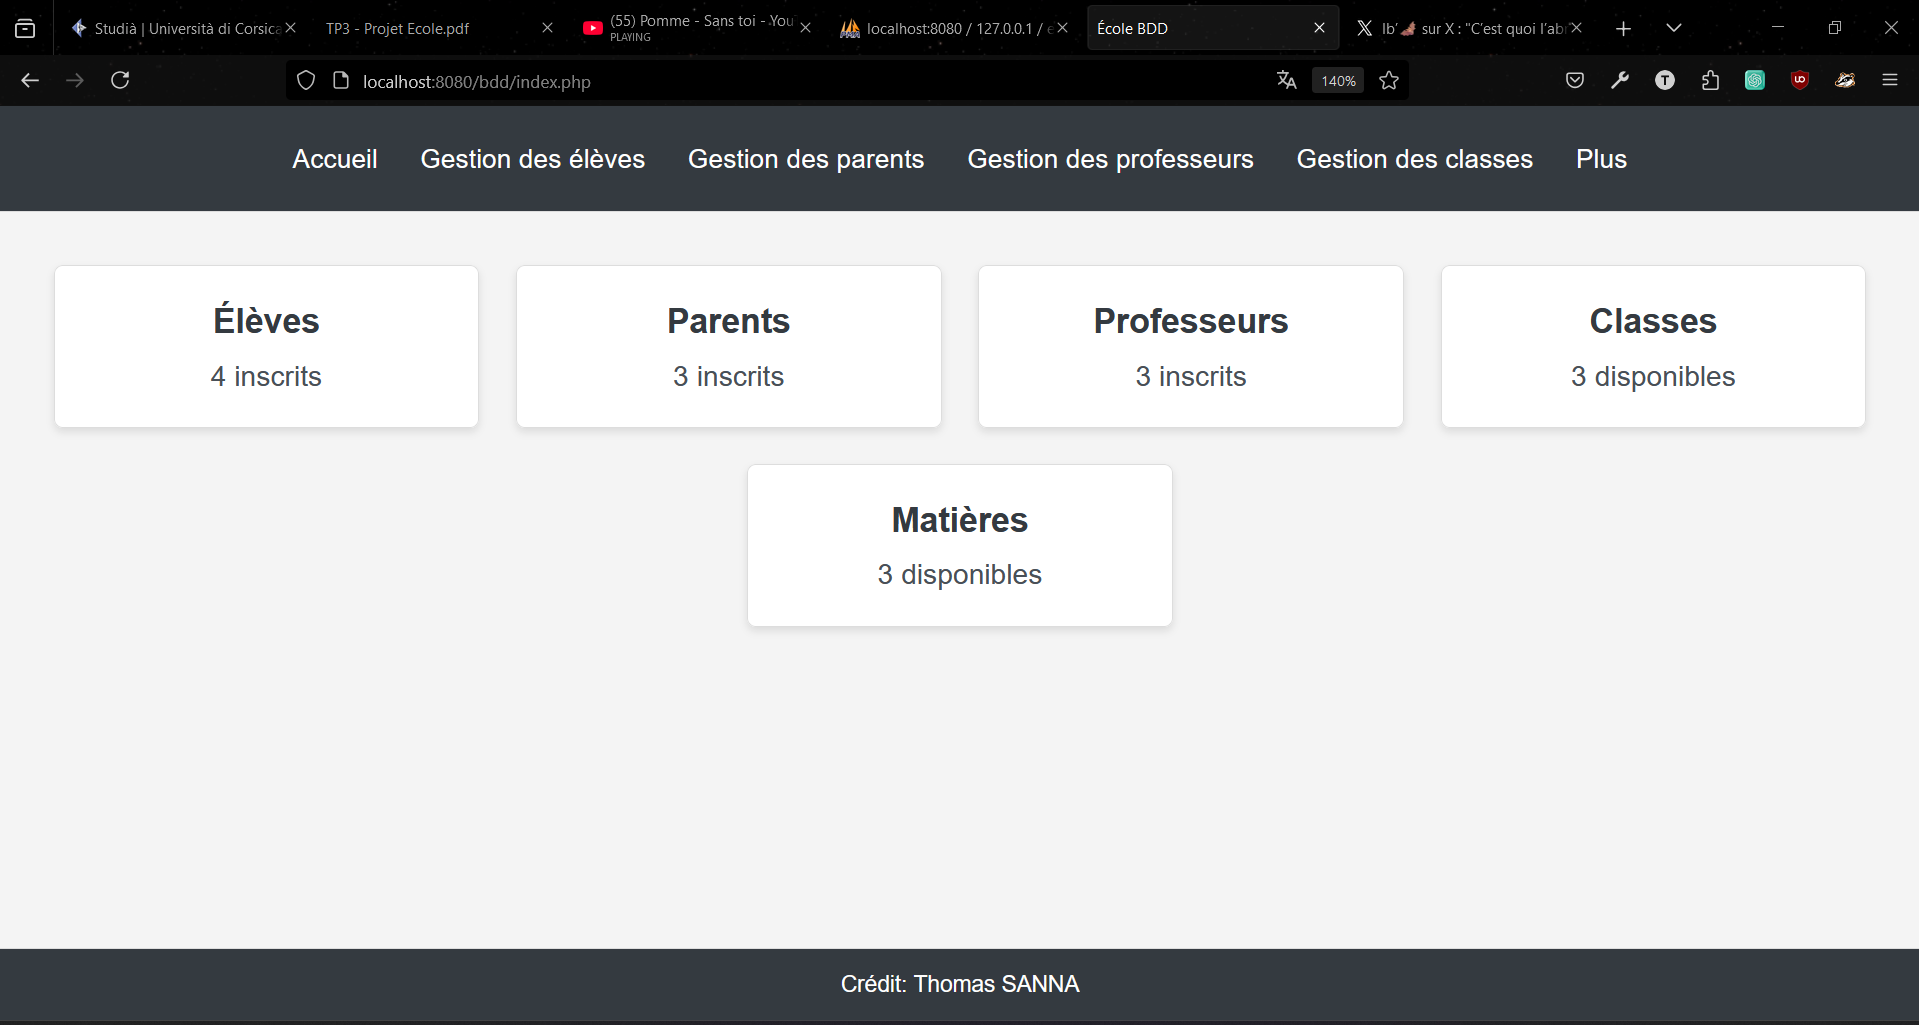 Studià | Università di Corsica
TP3 - Projet Ecole.pdf
(55) Pomme - Sans toi - You
PLAYING
localhost:8080 / 127.0.0.1 / e
École BDD
Ib' sur X : "C'est quoi l'abr
localhost:8080/bdd/index.php
140%
Accueil Gestion des élèves Gestion des parents Gestion des professeurs Gestion des classes Plus
Élèves
4 inscrits
Parents
3 inscrits
Professeurs
3 inscrits
Classes
3 disponibles
Matières
3 disponibles
Crédit: Thomas SANNA